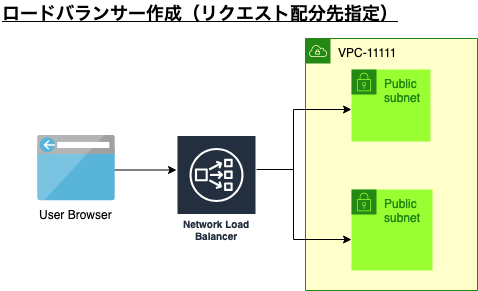 ロードバランサー作成（リクエスト配分先指定）
VPC-11111
Public
subnet
User Browser
Network Load
Balancer
Public
subnet